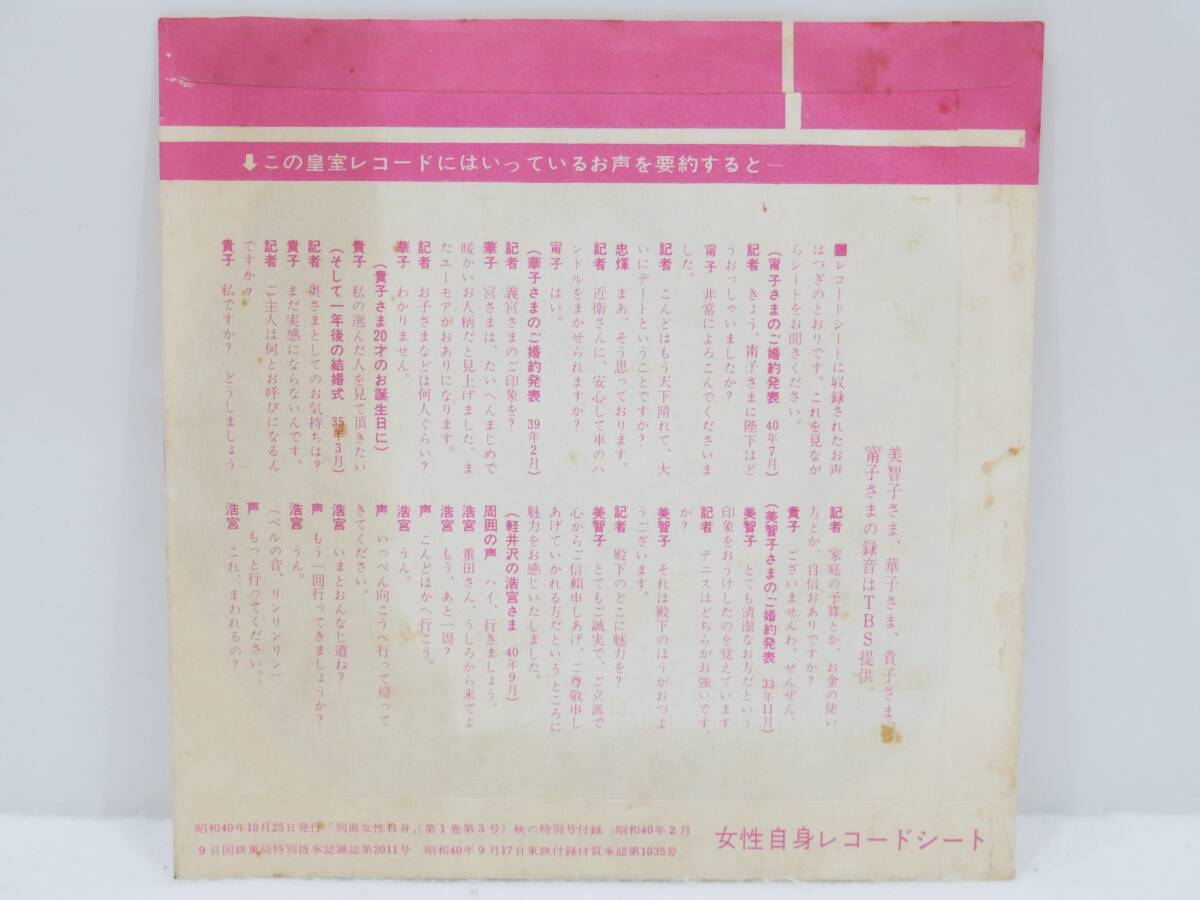 ⬇この皇室レコードにはいっているお声を要約すると―
美智子さま、華子さま、貴子さま、
甯子さまの録音はTBS提供。
■レコードシートに収録されたお声
はつぎのとおりです。これを見なが
らシートをお聞きください。
(甯子さまのご婚約発表 40年7月)
記者 きょう、甯子さまに陛下はど
うおっしゃいましたか?
甯子 非常によろこんでくださいま
した。
記者 こんどはもう天下晴れて、大
いにデートということですか?
忠煇 まあ、そう思っております。
記者 近衛さんに、安心して車のハ
ンドルをまかせられますか?
甯子 はい。
(華子さまのご婚約発表 39年2月)
記者 義宮さまのご印象を?
華子 宮さまは、たいへんまじめで
暖かいお人柄だと見上げました。ま
たユーモアがおありになります。
記者 お子さまなどは何人ぐらい?
華子 わかりません。
(貴子さま20才のお誕生日に)
貴子 私の選んだ人を見て頂きたい
(そして一年後の結婚式 35年3月)
記者 奥さまとしてのお気持ちは?
貴子 まだ実感にならないんです。
記者 ご主人は何とお呼びになるん
ですか?
貴子 私ですか? どうしましょう
記者 家庭の予算とか、お金の使い
方とか、自信おありですか?
貴子 ございませんわ。ぜんぜん。
(美智子さまのご婚約発表 33年11月)
美智子 とても清潔なお方だという
印象をおうけしたのを覚えています
記者 テニスはどちらがお強いです
か?
美智子 それは殿下のほうがおつよ
うございます。
記者 殿下のどこに魅力を?
美智子 とてもご誠実で、ご立派で
心からご信頼申しあげ、ご尊敬申し
あげていかれる方だというところに
魅力をお感じいたしました。
(軽井沢の浩宮さま 40年9月)
周囲の声 ハイ、行きましょう。
浩宮 重田さん、うしろから来てよ
浩宮 もう、あと一周?
声 こんどほかへ行こう。
浩宮 うん。
声 いっぺん向こうへ行って帰って
きてください。
浩宮 いまとおんなじ道ね?
声 もう一回行ってきましょうか?
浩宮 うん。
(ベルの音、リンリンリン)
声 もっと行ってください。
浩宮 これ、まわれるの?
昭和40年10月25日発行「別冊女性自身」(第1巻第3号)秋の特別号付録 昭和40年2月
9日国鉄東局特別扱承認雑誌第2011号 昭和40年9月17日東鉄付録材質承認第1035号
女性自身レコードシート